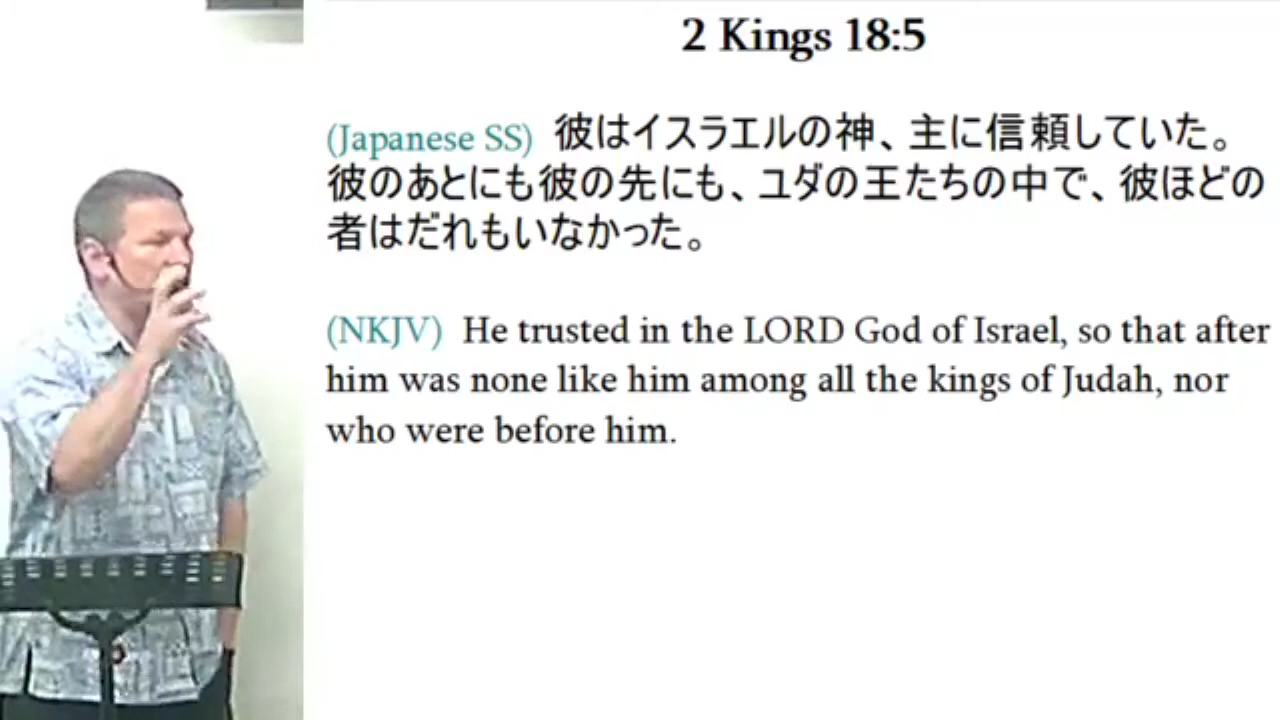 2 Kings 18:5
(Japanese SS) 彼はイスラエルの神、主に信頼していた。
彼のあとにも彼の先にも、ユダの王たちの中で、彼ほどの
者はだれもいなかった。
(NKJV) He trusted in the LORD God of Israel, so that after
him was none like him among all the kings of Judah, nor
who were before him.